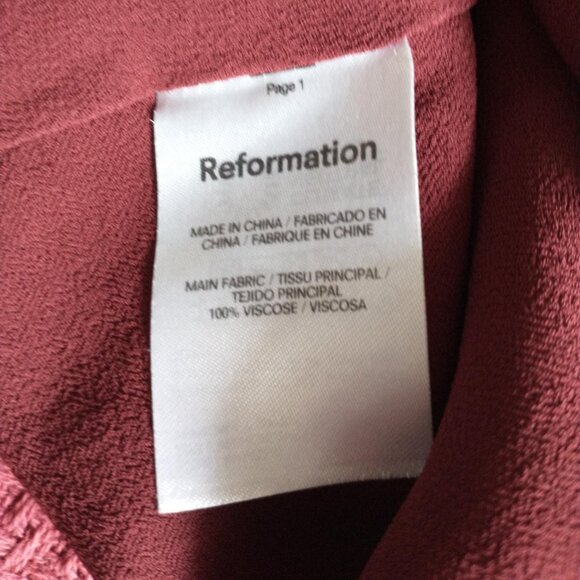 Page 1
Reformation
MADE IN CHINA / FABRICADO EN
CHINA / FABRIQUE EN CHINE
MAIN FABRIC / TISSU PRINCIPAL /
TEJIDO PRINCIPAL
100% VISCOSE / VISCOSA